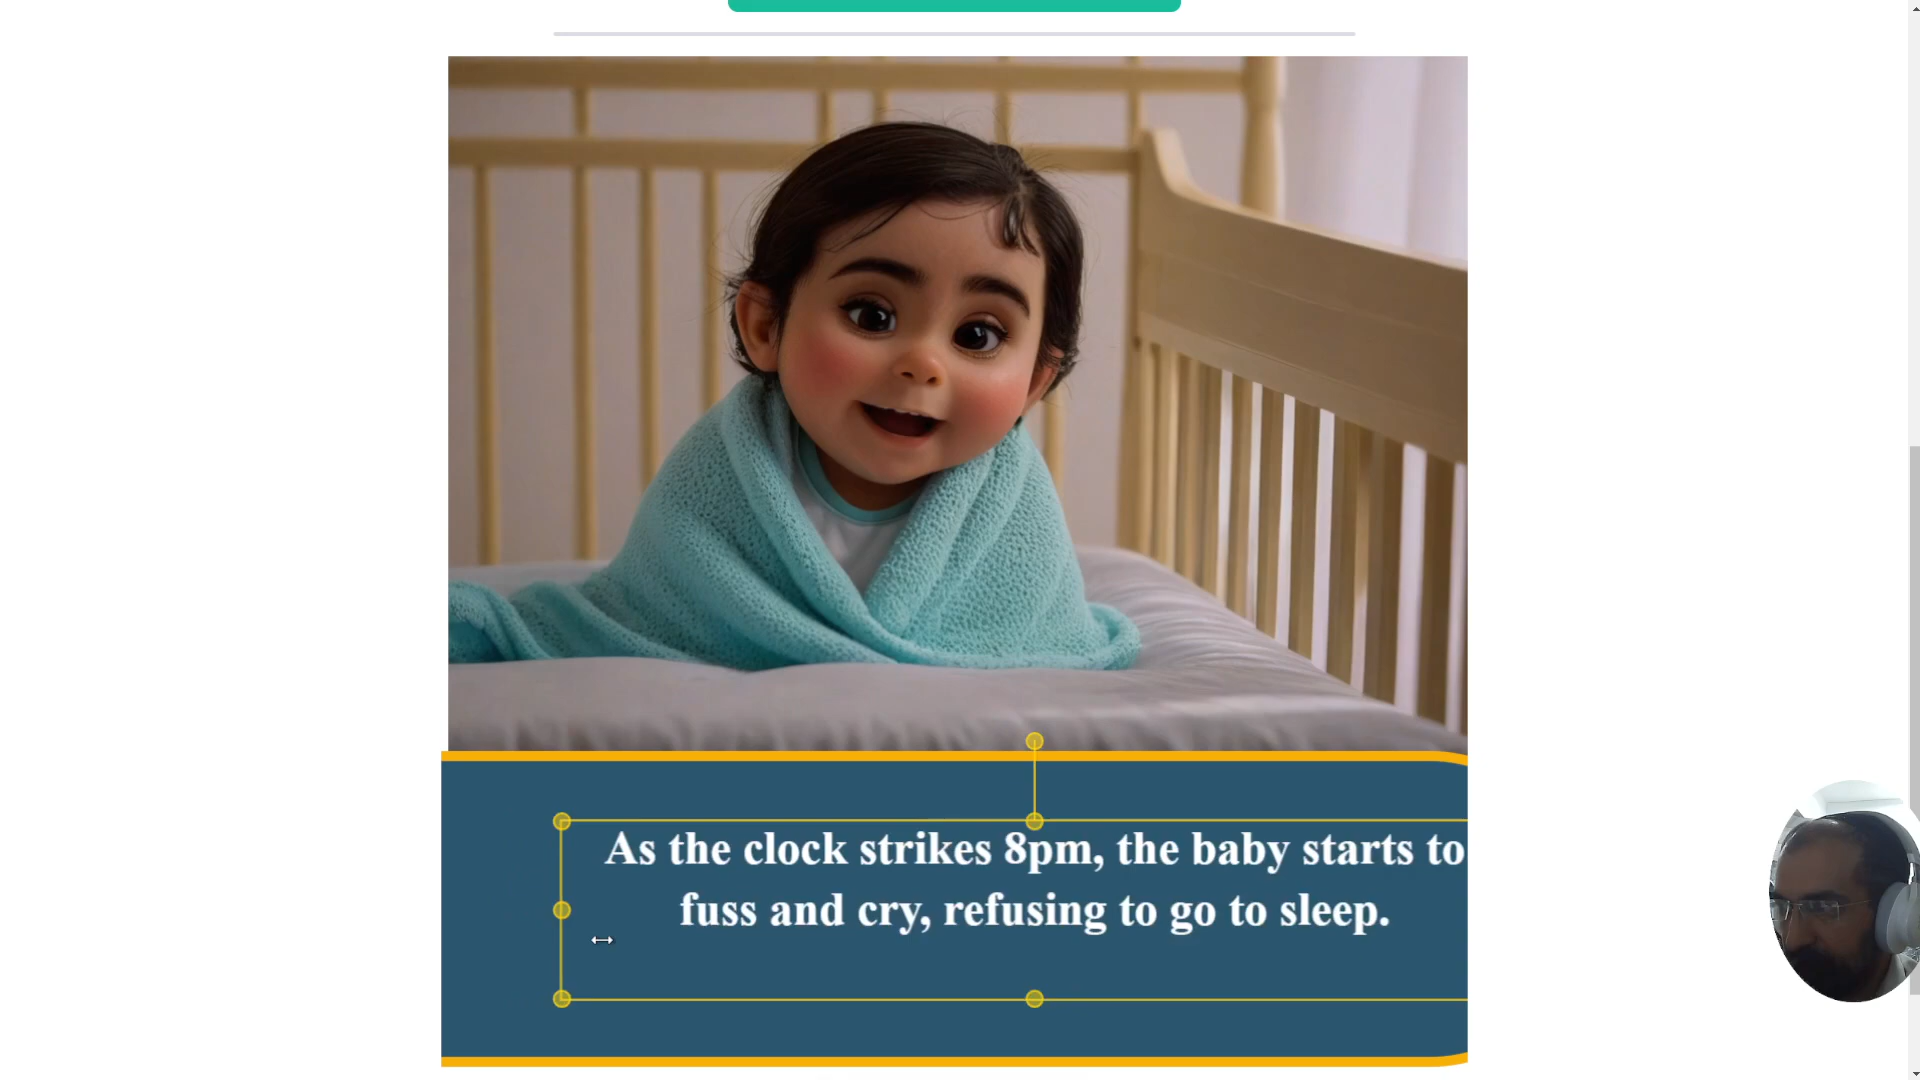 As the clock strikes 8pm, the baby starts to
fuss and cry, refusing to go to sleep.